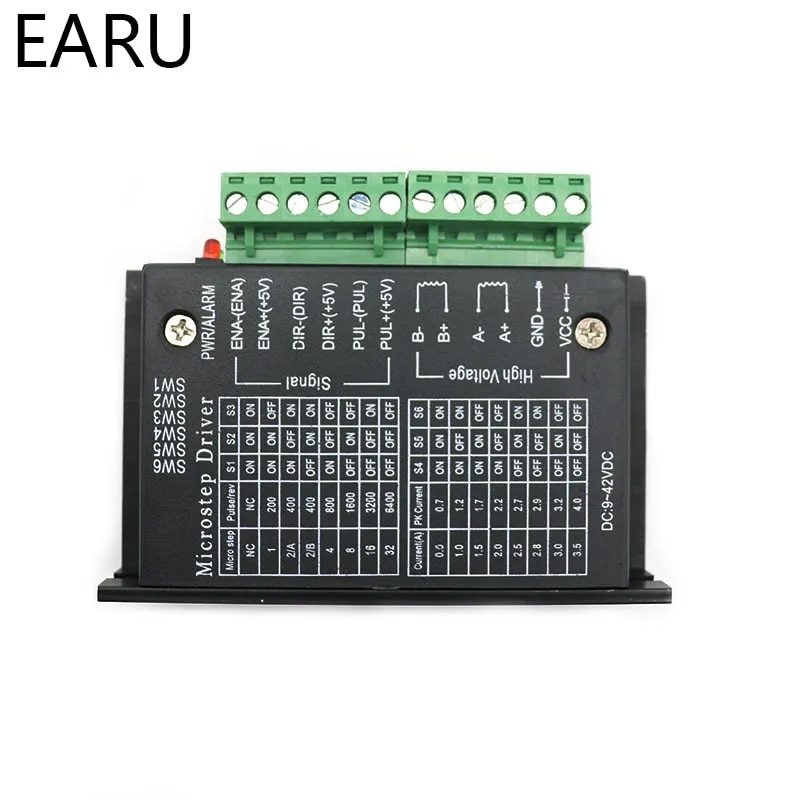 EARU
PWR/ALARM
ENA-(ENA)
ENA+(+5V)
DIR-(DIR)
DIR+(+5V)
PUL-(PUL)
PUL+(+5V)
Signal
B-
B+
A-
A+
GND
VCC
High Voltage
SW1
SW2
SW3
SW4
SW5
SW6
Microstep Driver
Micro step Pulse/rev S1 S2 S3
NC NC ON ON ON
1 200 ON ON OFF
2/A 400 ON OFF ON
2/B 400 OFF ON ON
4 800 ON OFF OFF
8 1600 OFF ON OFF
16 3200 OFF OFF ON
32 6400 OFF OFF OFF
Current(A) PK Current S4 S5 S6
0.5 0.7 ON ON ON
1.0 1.2 ON OFF ON
1.5 1.7 ON ON OFF
2.0 2.2 ON OFF OFF
2.5 2.7 OFF ON ON
2.8 2.9 OFF OFF ON
3.0 3.2 OFF ON OFF
3.5 4.0 OFF OFF OFF
DC:9~42VDC